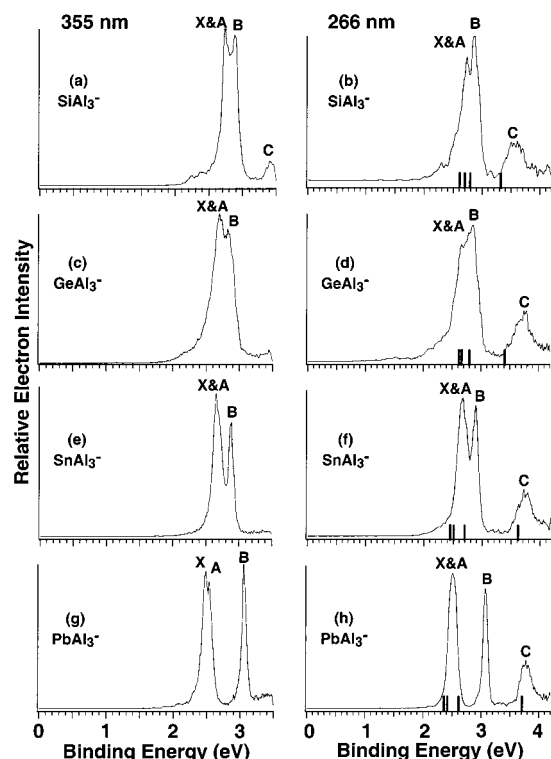 355 nm
266 nm
X&A B
(a)
SiAl₃⁻
C
B
X&A
(b)
SiAl₃⁻
C
X&A
B
(c)
GeAl₃⁻
B
X&A
(d)
GeAl₃⁻
C
X&A
B
(e)
SnAl₃⁻
X&A B
(f)
SnAl₃⁻
C
X A B
(g)
PbAl₃⁻
X&A
B
(h)
PbAl₃⁻
C
Relative Electron Intensity
0 1 2 3
0 1 2 3 4
Binding Energy (eV)
Binding Energy (eV)